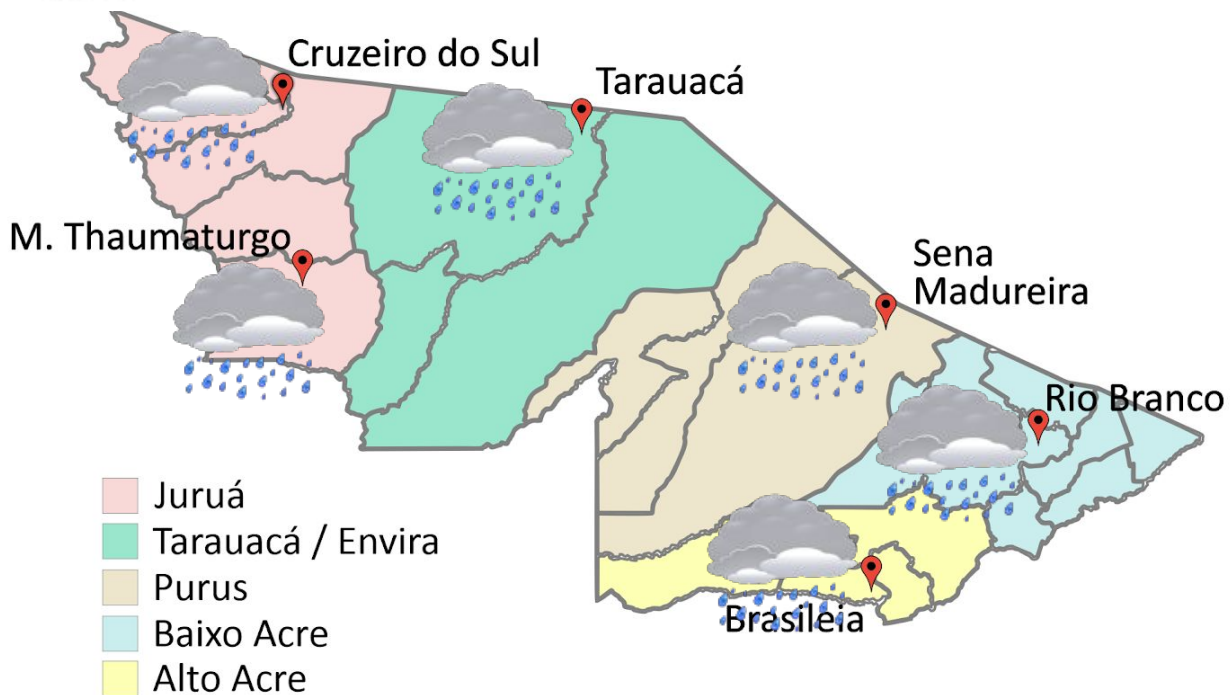 Cruzeiro do Sul
Tarauacá
M. Thaumaturgo
Sena
Madureira
Rio Branco
Brasileia
Juruá
Tarauacá / Envira
Purus
Baixo Acre
Alto Acre